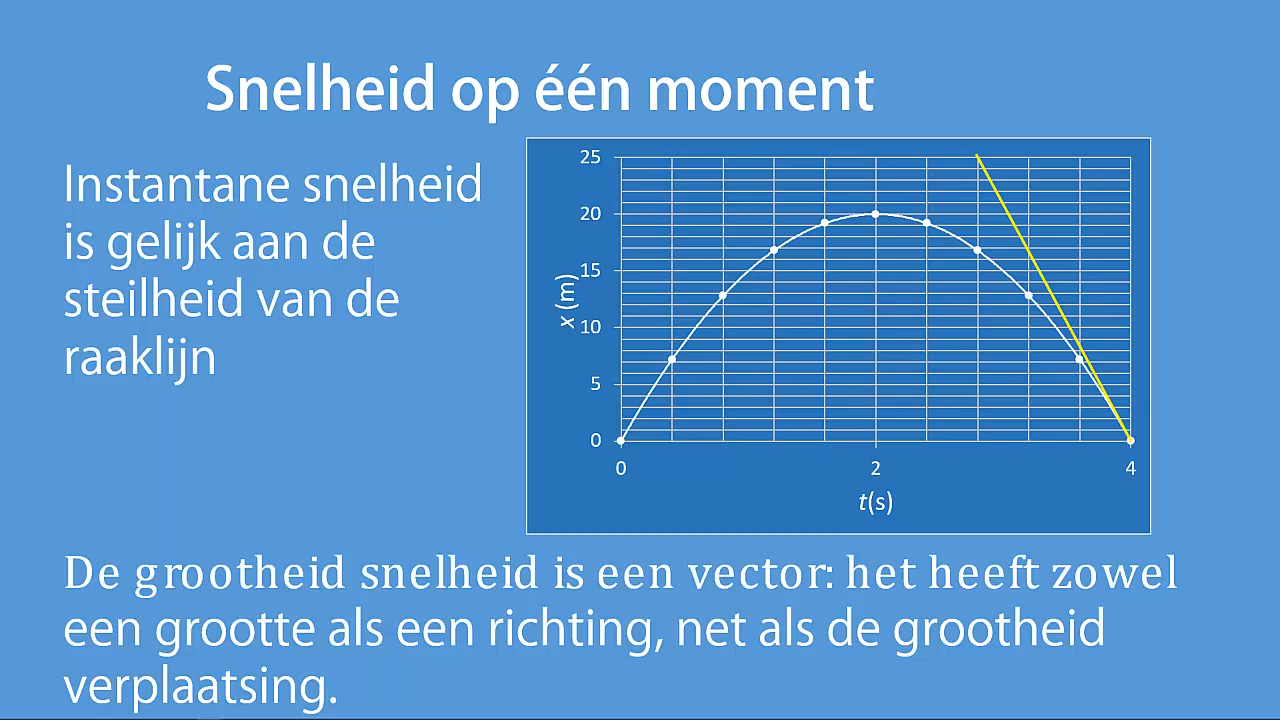 Snelheid op één moment
Instantane snelheid
is gelijk aan de
steilheid van de
raaklijn
25
20
15
10
5
0
x (m)
0 2 4
t(s)
De grootheid snelheid is een vector: het heeft zowel
een grootte als een richting, net als de grootheid
verplaatsing.